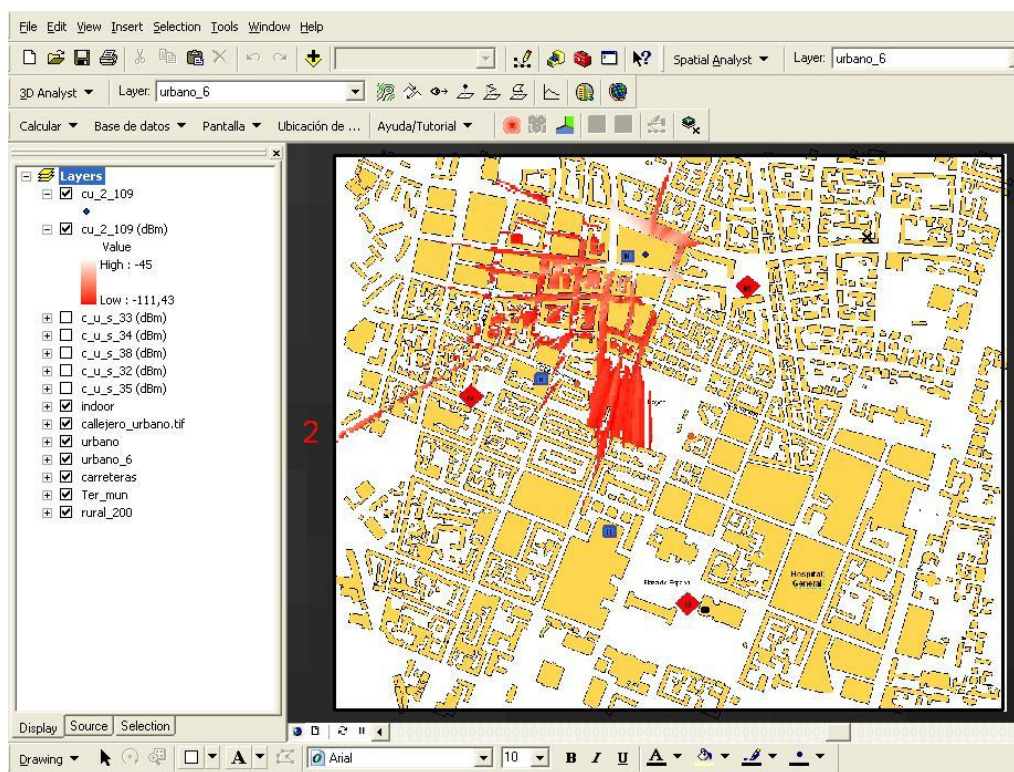 File Edit View Insert Selection Tools Window Help
Spatial Analyst Layer: urbano_6
3D Analyst Layer: urbano_6
Calcular Base de datos Pantalla Ubicación de ... Ayuda/Tutorial
Layers
cu_2_109
cu_2_109 (dBm)
Value
High : -45
Low : -111,43
c_u_s_33 (dBm)
c_u_s_34 (dBm)
c_u_s_38 (dBm)
c_u_s_32 (dBm)
c_u_s_35 (dBm)
indoor
callejero_urbano.tif
urbano
urbano_6
carreteras
Ter_mun
rural_200
2
Hospital
General
Display Source Selection
Drawing A Arial 10 B I U A